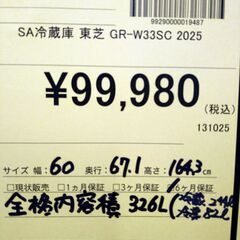 9929000019487
SA冷蔵庫 東芝 GR-W33SC 2025
¥99,980
(税込)
131025
サイズ 幅: 60 奥行: 67.1 高さ: 164.3cm
□現状販売 □1ヵ月保証 □3ヶ月保証 6ヶ月保証
全格内容積 326L